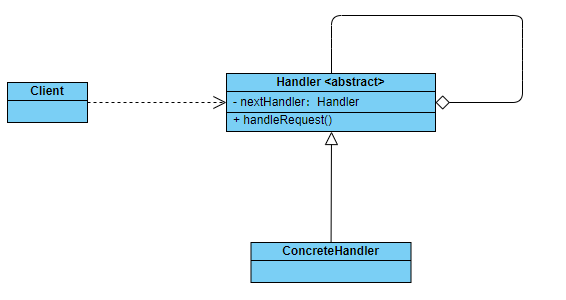 Client
Handler <abstract>
- nextHandler：Handler
+ handleRequest()
ConcreteHandler